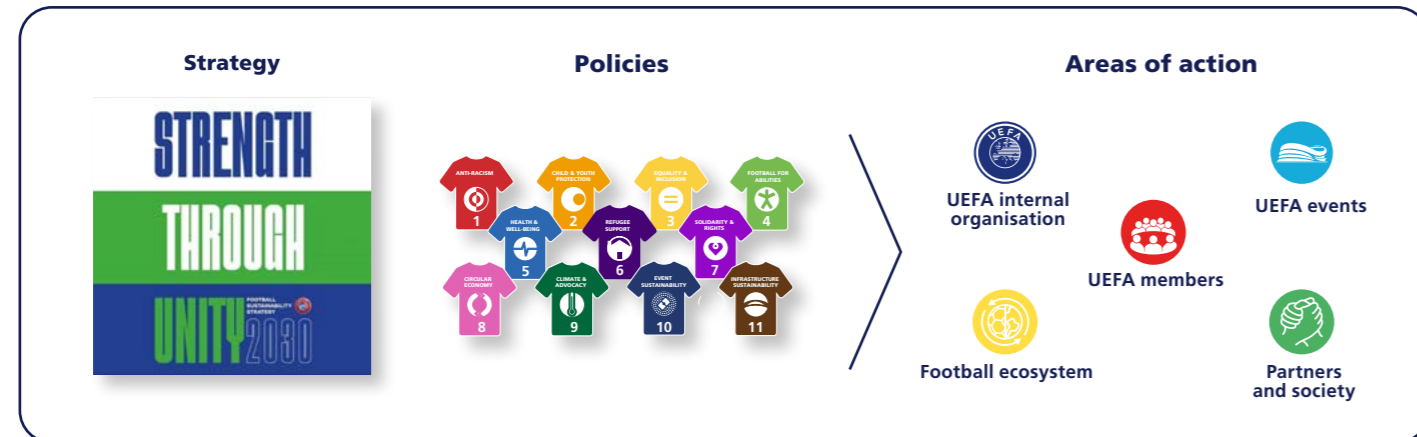 Strategy
STRENGTH
THROUGH
UNITY
FOOTBALL
SUSTAINABILITY
STRATEGY
2030
Policies
ANTI-RACISM
1
CHILD & YOUTH
PROTECTION
2
EQUALITY &
INCLUSION
3
FOOTBALL FOR
ABILITIES
4
HEALTH &
WELL-BEING
5
REFUGEE
SUPPORT
6
SOLIDARITY &
RIGHTS
7
CIRCULAR
ECONOMY
8
CLIMATE &
ADVOCACY
9
EVENT
SUSTAINABILITY
10
INFRASTRUCTURE
SUSTAINABILITY
11
Areas of action
UEFA
UEFA internal
organisation
UEFA events
UEFA members
Football ecosystem
Partners
and society